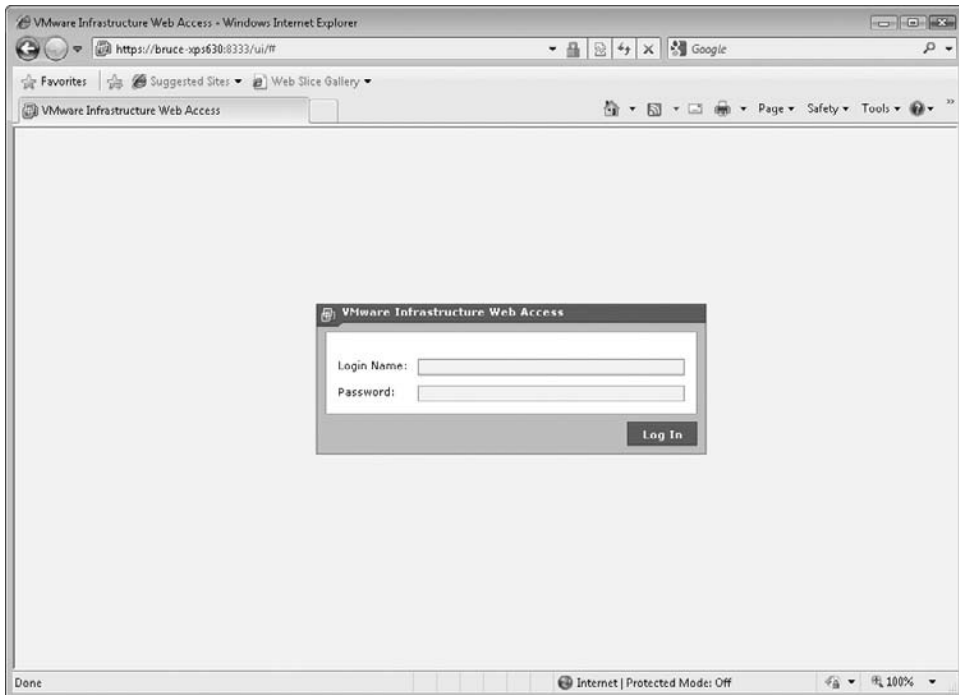 VMware Infrastructure Web Access - Windows Internet Explorer
https://bruce-xps630:8333/ui/#
Google
Favorites
Suggested Sites
Web Slice Gallery
VMware Infrastructure Web Access
Page
Safety
Tools
VMware Infrastructure Web Access
Login Name:
Password:
Log In
Done
Internet | Protected Mode: Off
100%